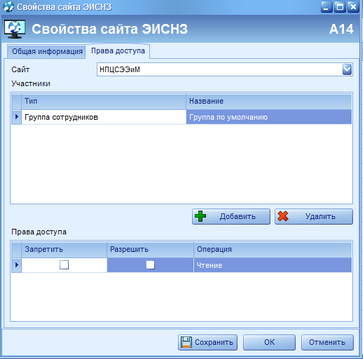 Свойства сайта ЭИСНЗ
Свойства сайта ЭИСНЗ A14
Общая информация Права доступа
Сайт НПЦСЭЭиМ
Участники
Тип Название
Группа сотрудников Группа по умолчанию
Добавить Удалить
Права доступа
Запретить Разрешить Операция
Чтение
Сохранить ОК Отменить